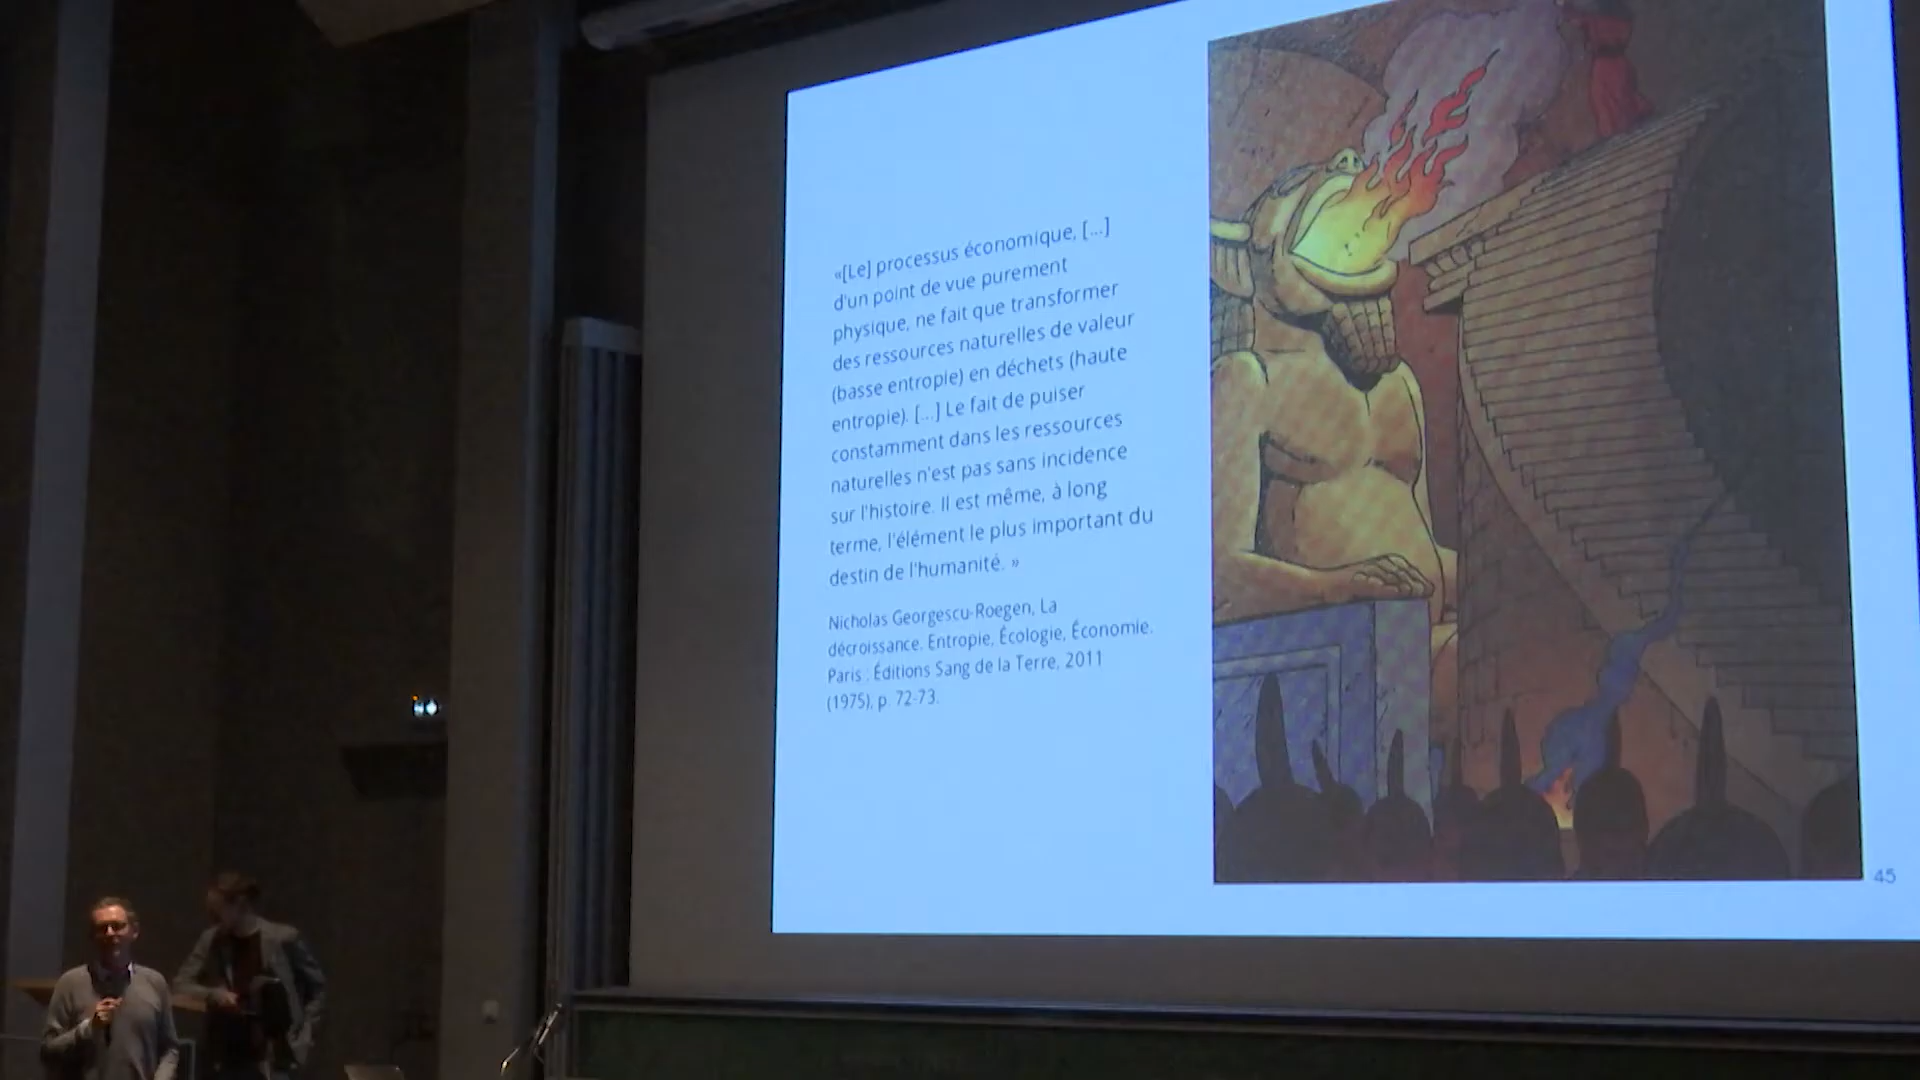 «[Le] processus économique, [...]
d'un point de vue purement
physique, ne fait que transformer
des ressources naturelles de valeur
(basse entropie) en déchets (haute
entropie). [...] Le fait de puiser
constamment dans les ressources
naturelles n'est pas sans incidence
sur l'histoire. Il est même, à long
terme, l'élément le plus important du
destin de l'humanité. »
Nicholas Georgescu-Roegen, La
décroissance. Entropie, Écologie, Économie.
Paris : Éditions Sang de la Terre, 2011
(1975), p. 72-73.
45